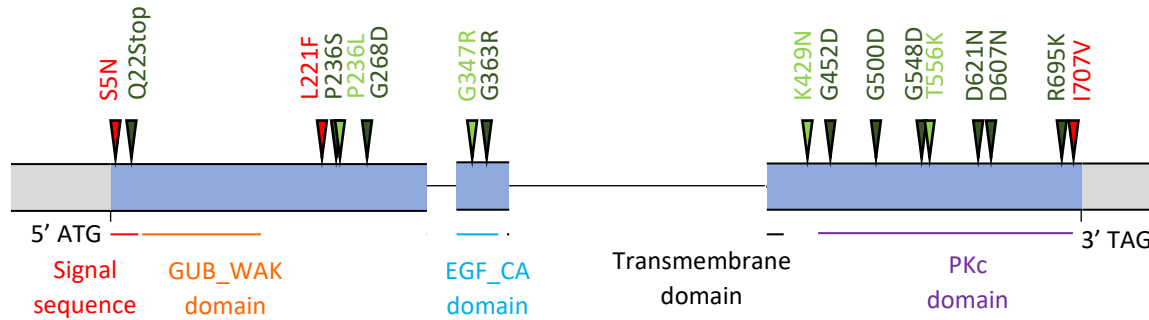 S5N
Q22Stop
L221F
P236S
P236L
G268D
G347R
G363R
K429N
G452D
G500D
G548D
T556K
D621N
D607N
R695K
I707V
5’ ATG
3’ TAG
Signal
sequence
GUB_WAK
domain
EGF_CA
domain
Transmembrane
domain
PKc
domain